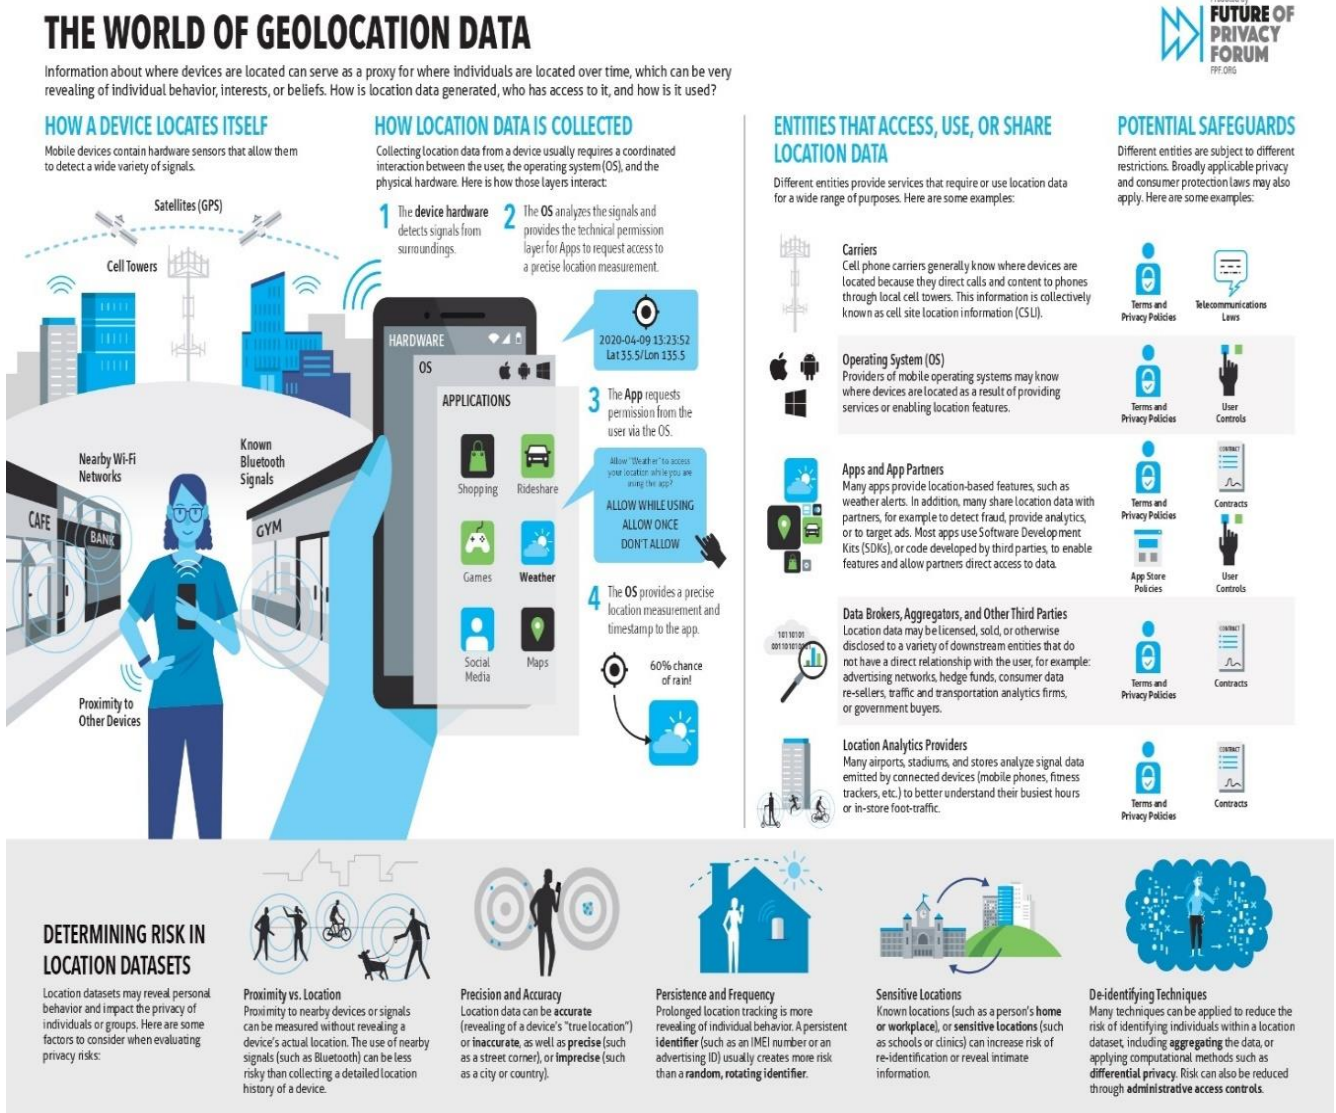 THE WORLD OF GEOLOCATION DATA
Information about where devices are located can serve as a proxy for where individuals are located over time, which can be very
revealing of individual behavior, interests, or beliefs. How is location data generated, who has access to it, and how is it used?
FUTURE OF
PRIVACY
FORUM
FPF.ORG
HOW A DEVICE LOCATES ITSELF
Mobile devices contain hardware sensors that allow them
to detect a wide variety of signals.
Satellites (GPS)
Cell Towers
Nearby Wi-Fi
Networks
Known
Bluetooth
Signals
CAFE
BANK
GYM
Proximity to
Other Devices
HOW LOCATION DATA IS COLLECTED
Collecting location data from a device usually requires a coordinated
interaction between the user, the operating system (OS), and the
physical hardware. Here is how those layers interact:
1 The device hardware
detects signals from
surroundings.
2 The OS analyzes the signals and
provides the technical permission
layer for Apps to request access to
a precise location measurement.
HARDWARE
OS
APPLICATIONS
Shopping
Rideshare
Games
Weather
Social
Media
Maps
2020-04-09 13:23:52
Lat 35.5/Lon 135.5
3 The App requests
permission from the
user via the OS.
Allow "Weather" to access
your location while you are
using the app?
ALLOW WHILE USING
ALLOW ONCE
DON'T ALLOW
4 The OS provides a precise
location measurement and
timestamp to the app.
60% chance
of rain!
ENTITIES THAT ACCESS, USE, OR SHARE
LOCATION DATA
Different entities provide services that require or use location data
for a wide range of purposes. Here are some examples:
POTENTIAL SAFEGUARDS
Different entities are subject to different
restrictions. Broadly applicable privacy
and consumer protection laws may also
apply. Here are some examples:
Carriers
Cell phone carriers generally know where devices are
located because they direct calls and content to phones
through local cell towers. This information is collectively
known as cell site location information (CSLI).
Terms and
Privacy Policies
Telecommunications
Laws
Operating System (OS)
Providers of mobile operating systems may know
where devices are located as a result of providing
services or enabling location features.
Terms and
Privacy Policies
User
Controls
Apps and App Partners
Many apps provide location-based features, such as
weather alerts. In addition, many share location data with
partners, for example to detect fraud, provide analytics,
or to target ads. Most apps use Software Development
Kits (SDKs), or code developed by third parties, to enable
features and allow partners direct access to data.
Terms and
Privacy Policies
CONTRACT
Contracts
App Store
Policies
User
Controls
Data Brokers, Aggregators, and Other Third Parties
Location data may be licensed, sold, or otherwise
disclosed to a variety of downstream entities that do
not have a direct relationship with the user, for example:
advertising networks, hedge funds, consumer data
re-sellers, traffic and transportation analytics firms,
or government buyers.
10110101
Terms and
Privacy Policies
CONTRACT
Contracts
Location Analytics Providers
Many airports, stadiums, and stores analyze signal data
emitted by connected devices (mobile phones, fitness
trackers, etc.) to better understand their busiest hours
or in-store foot-traffic.
Terms and
Privacy Policies
CONTRACT
Contracts
DETERMINING RISK IN
LOCATION DATASETS
Location datasets may reveal personal
behavior and impact the privacy of
individuals or groups. Here are some
factors to consider when evaluating
privacy risks:
Proximity vs. Location
Proximity to nearby devices or signals
can be measured without revealing a
device's actual location. The use of nearby
signals (such as Bluetooth) can be less
risky than collecting a detailed location
history of a device.
Precision and Accuracy
Location data can be accurate
(revealing of a device's "true location")
or inaccurate, as well as precise (such
as a street corner), or imprecise (such
as a city or country).
Persistence and Frequency
Prolonged location tracking is more
revealing of individual behavior. A persistent
identifier (such as an IMEI number or an
advertising ID) usually creates more risk
than a random, rotating identifier.
Sensitive Locations
Known locations (such as a person's home
or workplace), or sensitive locations (such
as schools or clinics) can increase risk of
re-identification or reveal intimate
information.
De-identifying Techniques
Many techniques can be applied to reduce the
risk of identifying individuals within a location
dataset, including aggregating the data, or
applying computational methods such as
differential privacy. Risk can also be reduced
through administrative access controls.